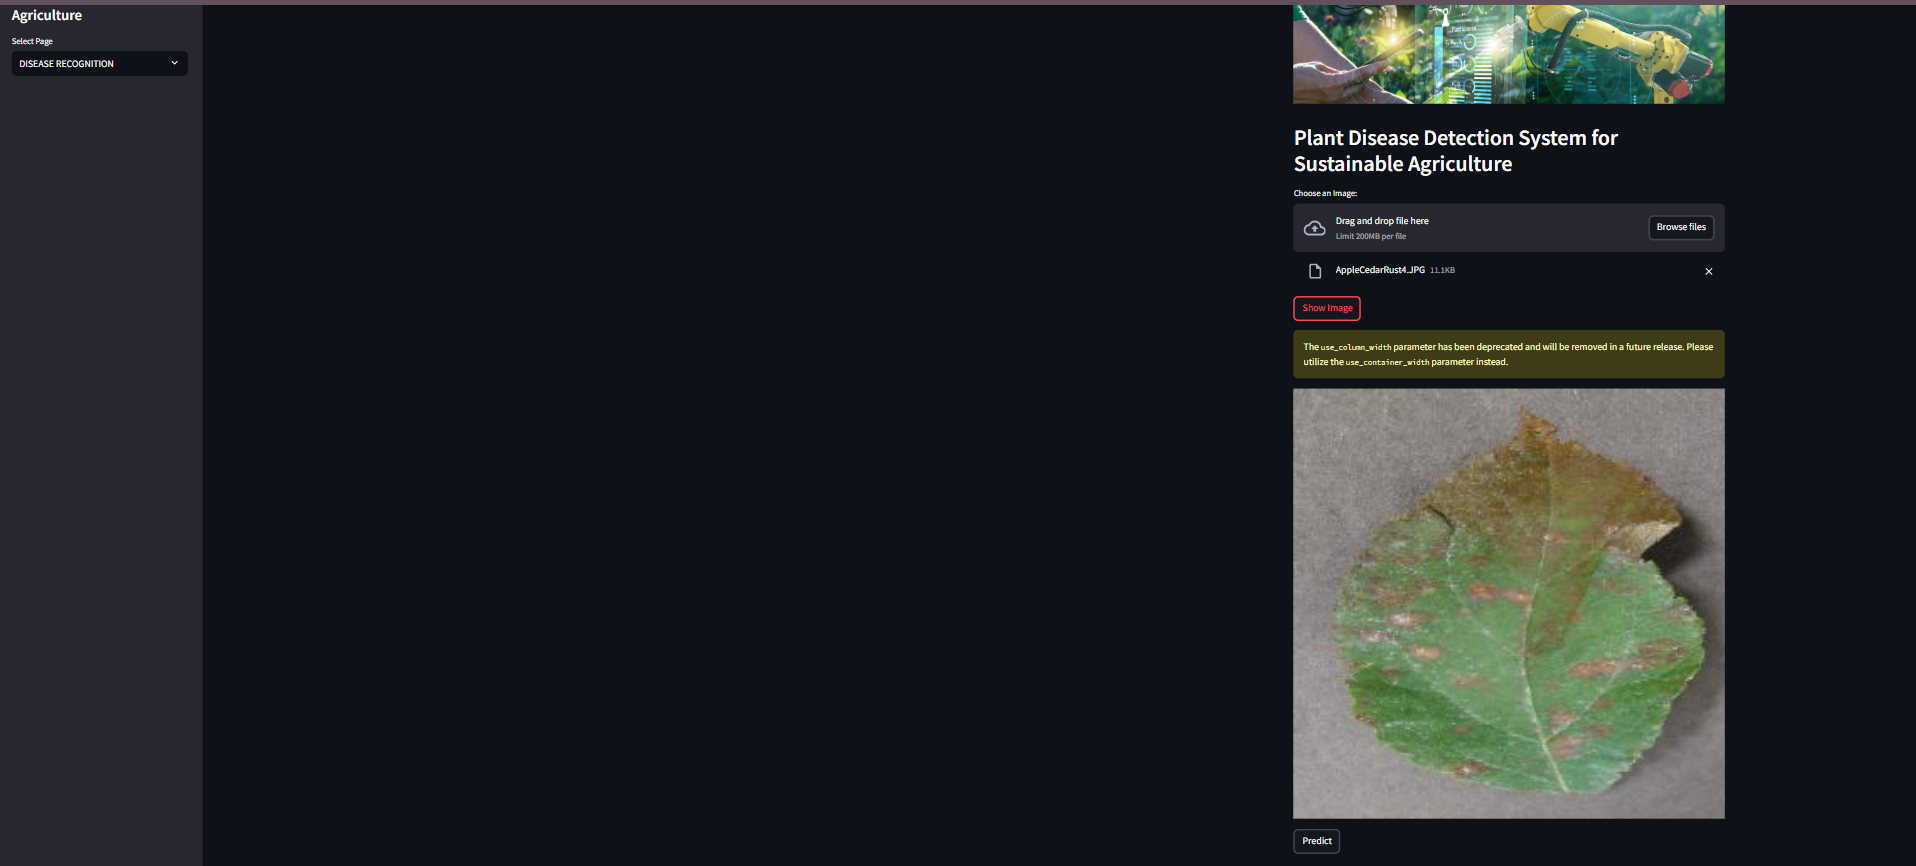 Agriculture
Select Page
DISEASE RECOGNITION
Plant Disease Detection System for
Sustainable Agriculture
Choose an Image:
Drag and drop file here
Limit 200MB per file
Browse files
AppleCedarRust4.JPG 11.1KB
Show Image
The use_column_width parameter has been deprecated and will be removed in a future release. Please
utilize the use_container_width parameter instead.
Predict